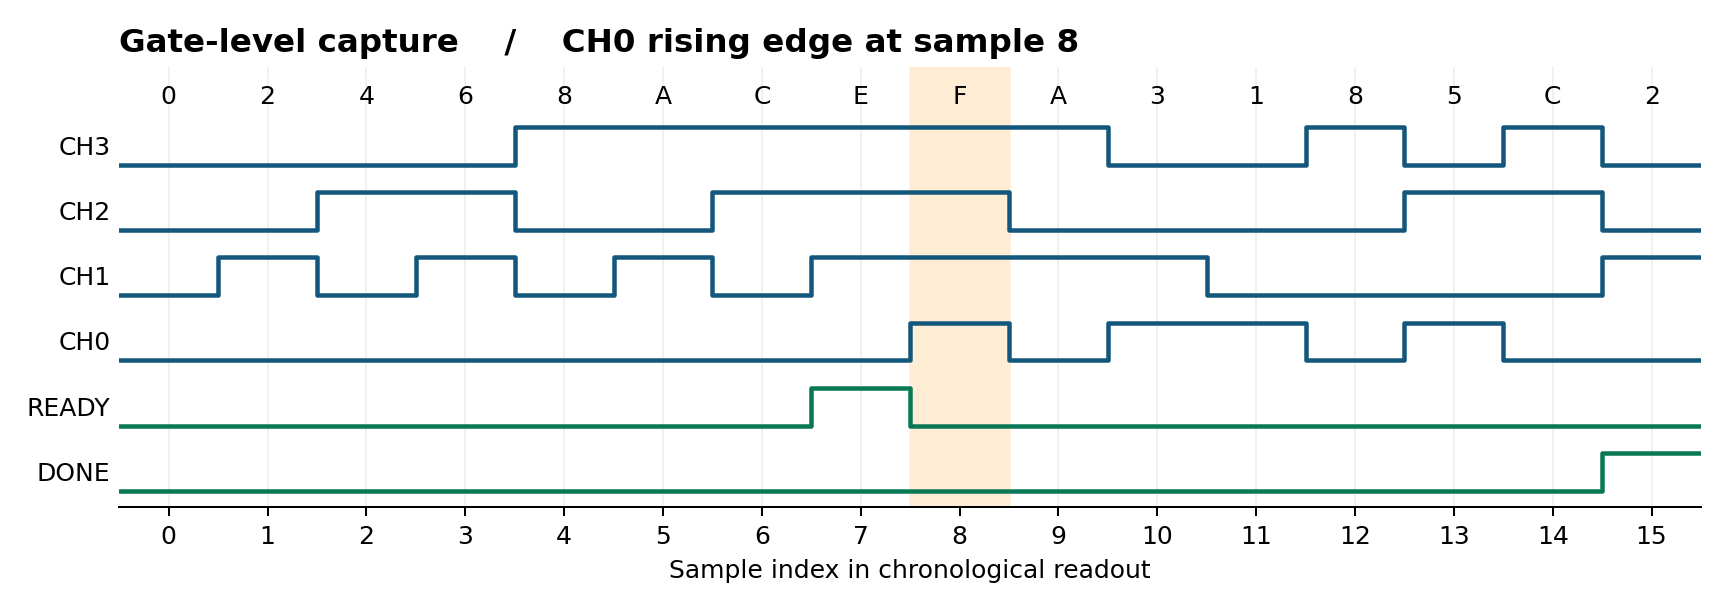 Gate-level capture / CH0 rising edge at sample 8
0 2 4 6 8 A C E F A 3 1 8 5 C 2
CH3
CH2
CH1
CH0
READY
DONE
0 1 2 3 4 5 6 7 8 9 10 11 12 13 14 15
Sample index in chronological readout